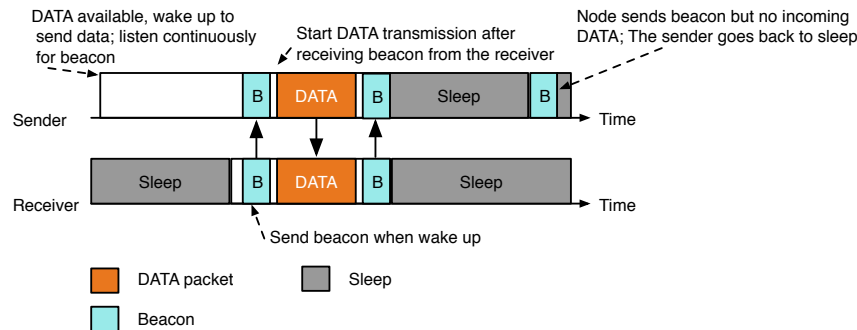 DATA available, wake up to
send data; listen continuously
for beacon
Start DATA transmission after
receiving beacon from the receiver
Node sends beacon but no incoming
DATA; The sender goes back to sleep
B
DATA
B
Sleep
B
Sender
Time
Sleep
B
DATA
B
Sleep
Receiver
Time
Send beacon when wake up
DATA packet
Sleep
Beacon